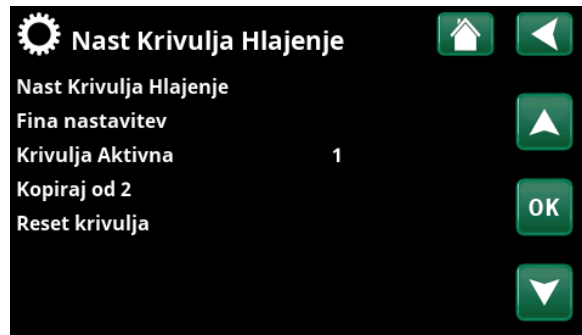 Nast Krivulja Hlajenje
Nast Krivulja Hlajenje
Fina nastavitev
Krivulja Aktivna 1
Kopiraj od 2
OK
Reset krivulja